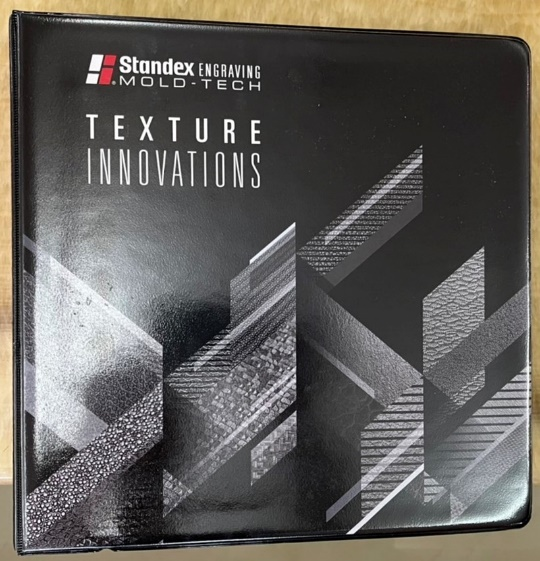 Standex ENGRAVING
MOLD-TECH
TEXTURE
INNOVATIONS